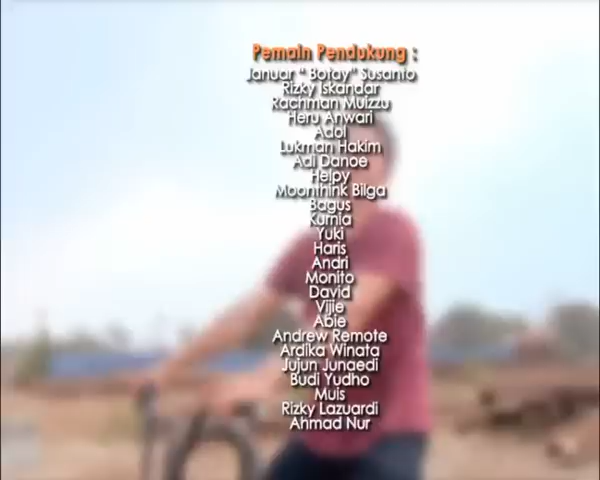 Pemain Pendukung :
Januar " Botay" Susanto
Rizky Iskandar
Rachman Muizzu
Heru Anwari
Adol
Lukman Hakim
Adi Danoe
Helpy
Moonthink Bilga
Bagus
Kurnia
Yuki
Haris
Andri
Monito
David
Vijie
Abie
Andrew Remote
Ardika Winata
Jujun Junaedi
Budi Yudho
Muis
Rizky Lazuardi
Ahmad Nur